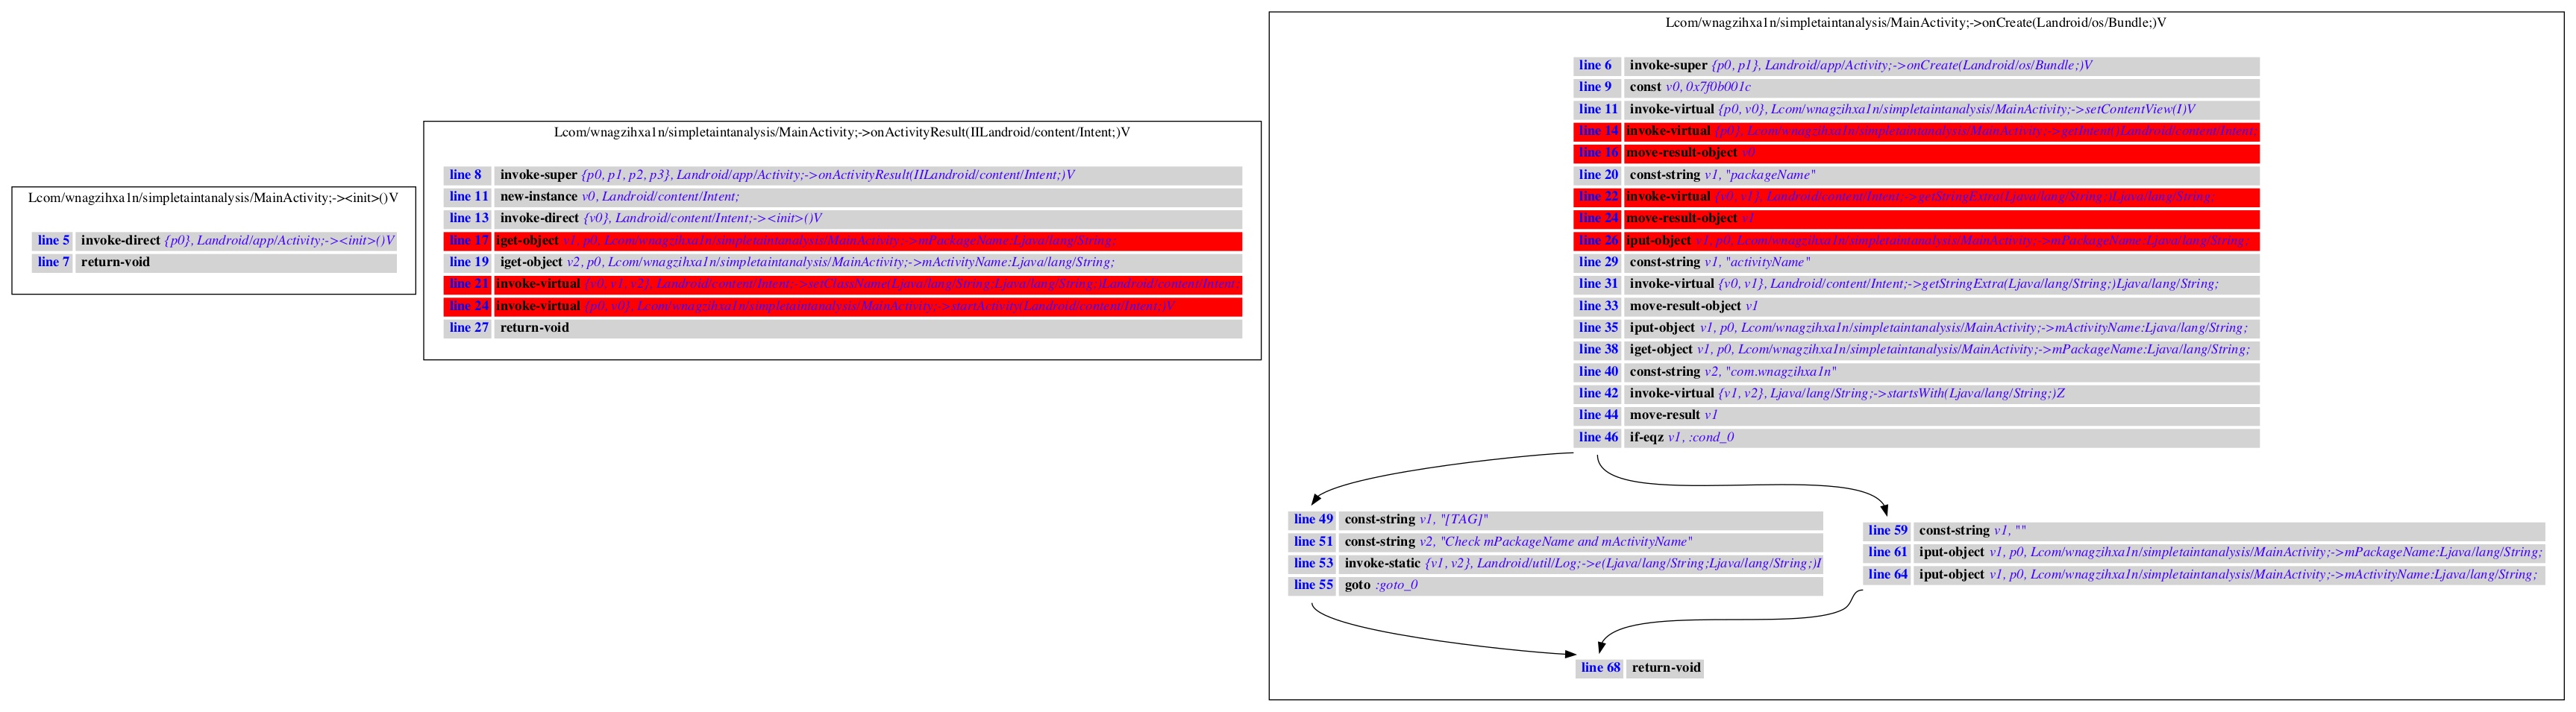 Lcom/wnagzihxa1n/simpletaintanalysis/MainActivity;-><init>()V
line 5 invoke-direct {p0}, Landroid/app/Activity;-><init>()V
line 7 return-void
Lcom/wnagzihxa1n/simpletaintanalysis/MainActivity;->onActivityResult(IILandroid/content/Intent;)V
line 8 invoke-super {p0, p1, p2, p3}, Landroid/app/Activity;->onActivityResult(IILandroid/content/Intent;)V
line 11 new-instance v0, Landroid/content/Intent;
line 13 invoke-direct {v0}, Landroid/content/Intent;-><init>()V
line 17 iget-object v1, p0, Lcom/wnagzihxa1n/simpletaintanalysis/MainActivity;->mPackageName:Ljava/lang/String;
line 19 iget-object v2, p0, Lcom/wnagzihxa1n/simpletaintanalysis/MainActivity;->mActivityName:Ljava/lang/String;
line 21 invoke-virtual {v0, v1, v2}, Landroid/content/Intent;->setClassName(Ljava/lang/String;Ljava/lang/String;)Landroid/content/Intent;
line 24 invoke-virtual {p0, v0}, Lcom/wnagzihxa1n/simpletaintanalysis/MainActivity;->startActivity(Landroid/content/Intent;)V
line 27 return-void
Lcom/wnagzihxa1n/simpletaintanalysis/MainActivity;->onCreate(Landroid/os/Bundle;)V
line 6 invoke-super {p0, p1}, Landroid/app/Activity;->onCreate(Landroid/os/Bundle;)V
line 9 const v0, 0x7f0b001c
line 11 invoke-virtual {p0, v0}, Lcom/wnagzihxa1n/simpletaintanalysis/MainActivity;->setContentView(I)V
line 14 invoke-virtual {p0}, Lcom/wnagzihxa1n/simpletaintanalysis/MainActivity;->getIntent()Landroid/content/Intent;
line 16 move-result-object v0
line 20 const-string v1, "packageName"
line 22 invoke-virtual {v0, v1}, Landroid/content/Intent;->getStringExtra(Ljava/lang/String;)Ljava/lang/String;
line 24 move-result-object v1
line 26 iput-object v1, p0, Lcom/wnagzihxa1n/simpletaintanalysis/MainActivity;->mPackageName:Ljava/lang/String;
line 29 const-string v1, "activityName"
line 31 invoke-virtual {v0, v1}, Landroid/content/Intent;->getStringExtra(Ljava/lang/String;)Ljava/lang/String;
line 33 move-result-object v1
line 35 iput-object v1, p0, Lcom/wnagzihxa1n/simpletaintanalysis/MainActivity;->mActivityName:Ljava/lang/String;
line 38 iget-object v1, p0, Lcom/wnagzihxa1n/simpletaintanalysis/MainActivity;->mPackageName:Ljava/lang/String;
line 40 const-string v2, "com.wnagzihxa1n"
line 42 invoke-virtual {v1, v2}, Ljava/lang/String;->startsWith(Ljava/lang/String;)Z
line 44 move-result v1
line 46 if-eqz v1, :cond_0
line 49 const-string v1, "[TAG]"
line 51 const-string v2, "Check mPackageName and mActivityName"
line 53 invoke-static {v1, v2}, Landroid/util/Log;->e(Ljava/lang/String;Ljava/lang/String;)I
line 55 goto :goto_0
line 59 const-string v1, ""
line 61 iput-object v1, p0, Lcom/wnagzihxa1n/simpletaintanalysis/MainActivity;->mPackageName:Ljava/lang/String;
line 64 iput-object v1, p0, Lcom/wnagzihxa1n/simpletaintanalysis/MainActivity;->mActivityName:Ljava/lang/String;
line 68 return-void